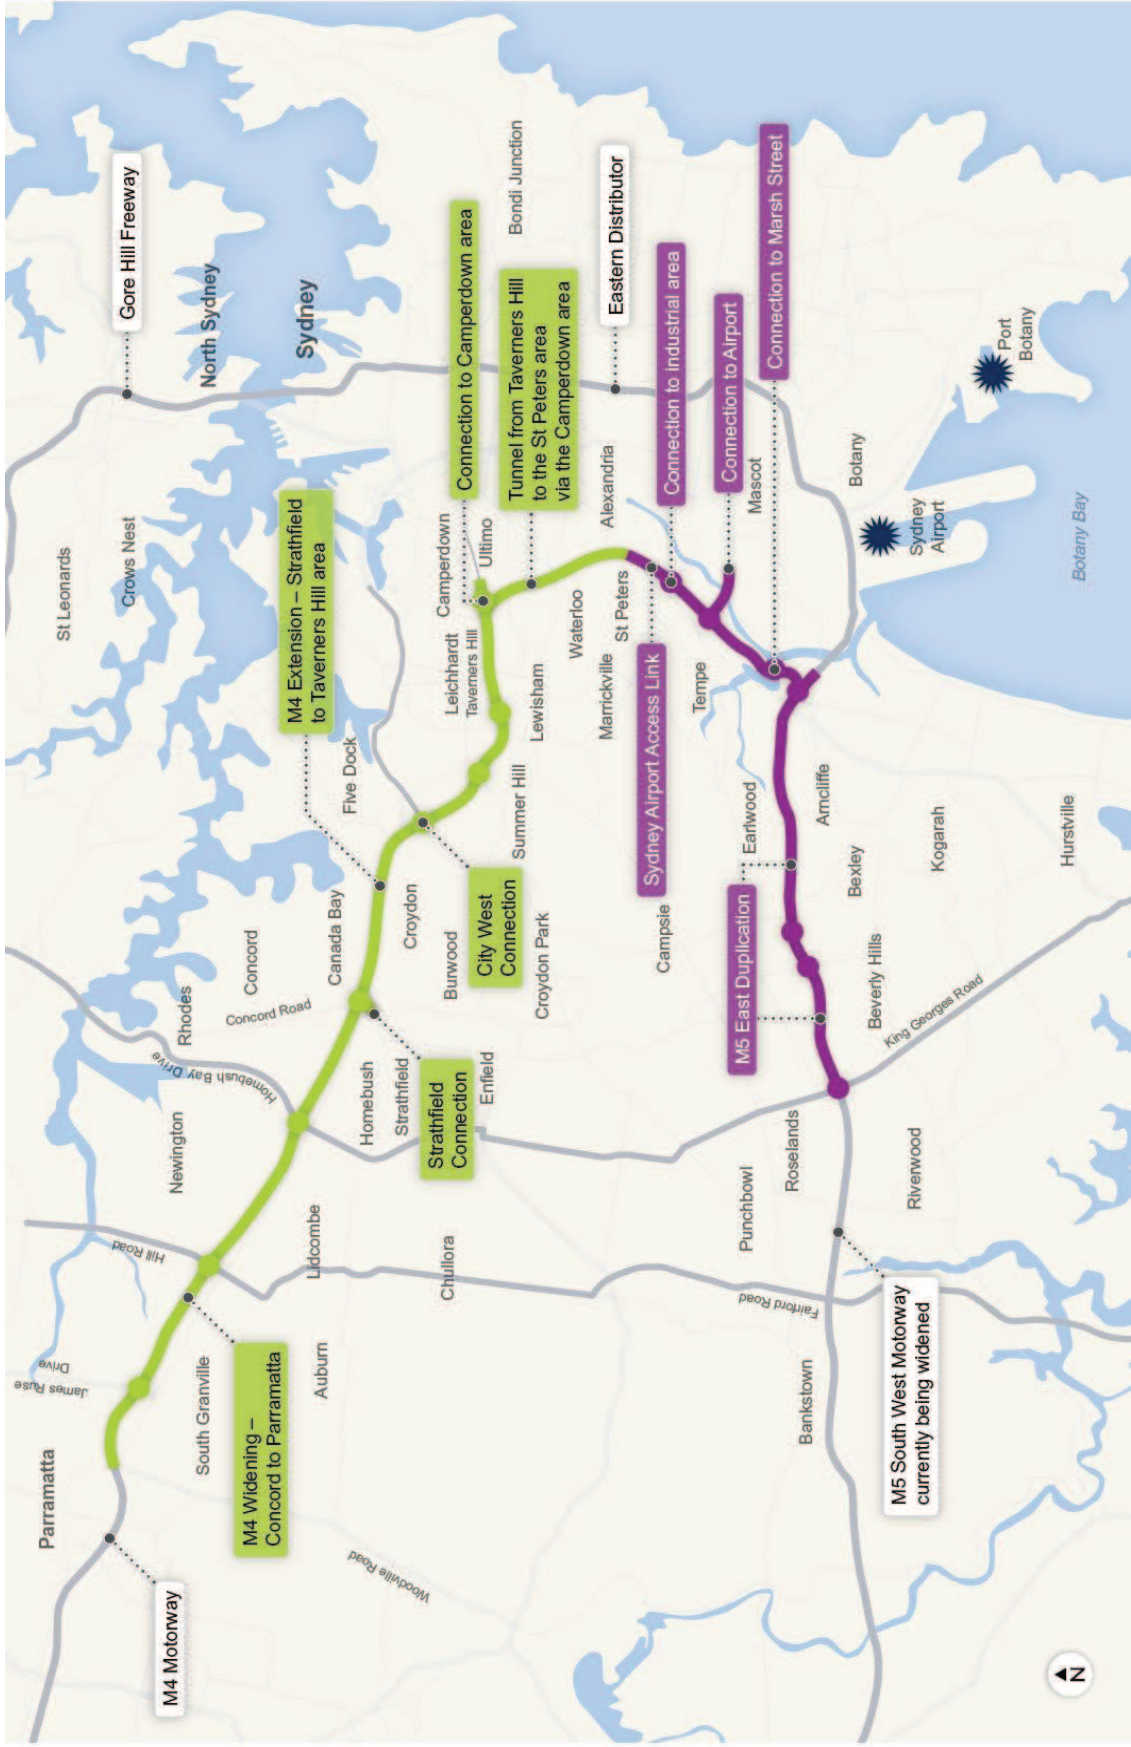 Parramatta
James Ruse
Drive
M4 Motorway
South Granville
M4 Widening –
Concord to Parramatta
Woodville Road
Auburn
Hill Road
Newington
Lidcombe
Chullora
Homebush Bay Drive
Rhodes
Concord
Concord Road
Canada Bay
Homebush
Strathfield
Enfield
Strathfield
Connection
Burwood
Croydon
Croydon Park
City West
Connection
Five Dock
Summer Hill
M4 Extension – Strathfield
to Taverners Hill area
St Leonards
Crows Nest
Gore Hill Freeway
North Sydney
Sydney
Leichhardt
Taverners Hill
Lewisham
Camperdown
Ultimo
Connection to Camperdown area
Bondi Junction
Tunnel from Taverners Hill
to the St Peters area
via the Camperdown area
Waterloo
Marrickville
St Peters
Alexandria
Eastern Distributor
Sydney Airport Access Link
Connection to industrial area
Tempe
Connection to Airport
Mascot
Connection to Marsh Street
Campsie
M5 East Duplication
Earlwood
Arncliffe
Bexley
Beverly Hills
King Georges Road
Kogarah
Hurstville
Punchbowl
Roselands
Riverwood
Fairford Road
Bankstown
M5 South West Motorway
currently being widened
Botany
Sydney
Airport
Port
Botany
Botany Bay
N